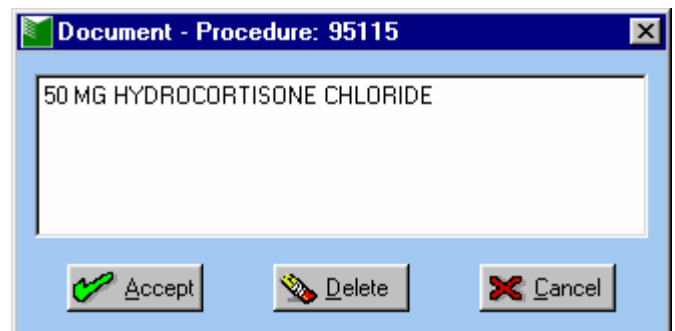 Document - Procedure: 95115
50 MG HYDROCORTISONE CHLORIDE
Accept
Delete
Cancel